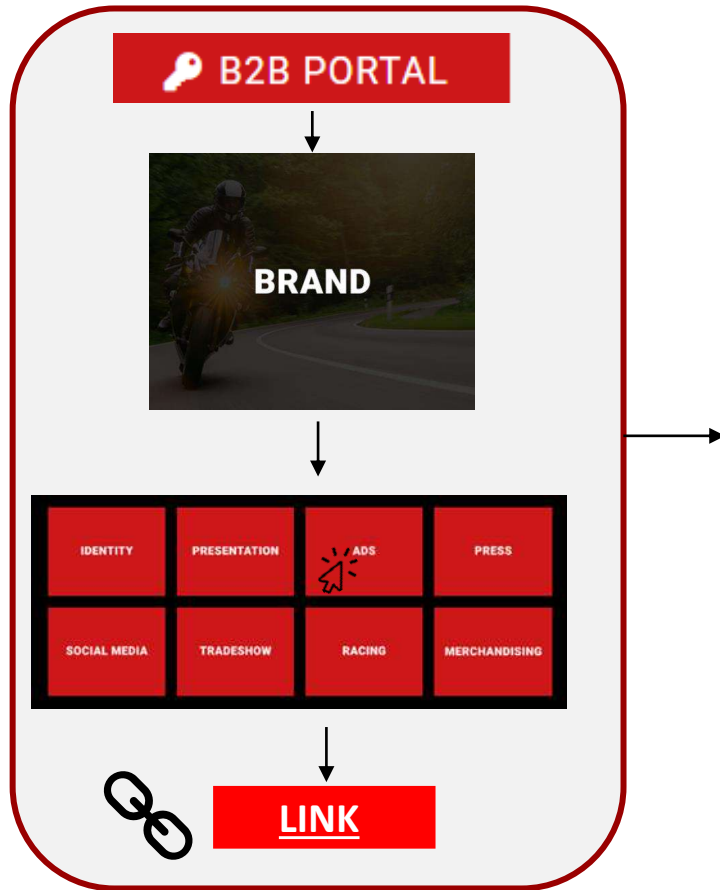 B2B PORTAL
BRAND
IDENTITY PRESENTATION ADS PRESS
SOCIAL MEDIA TRADESHOW RACING MERCHANDISING
LINK